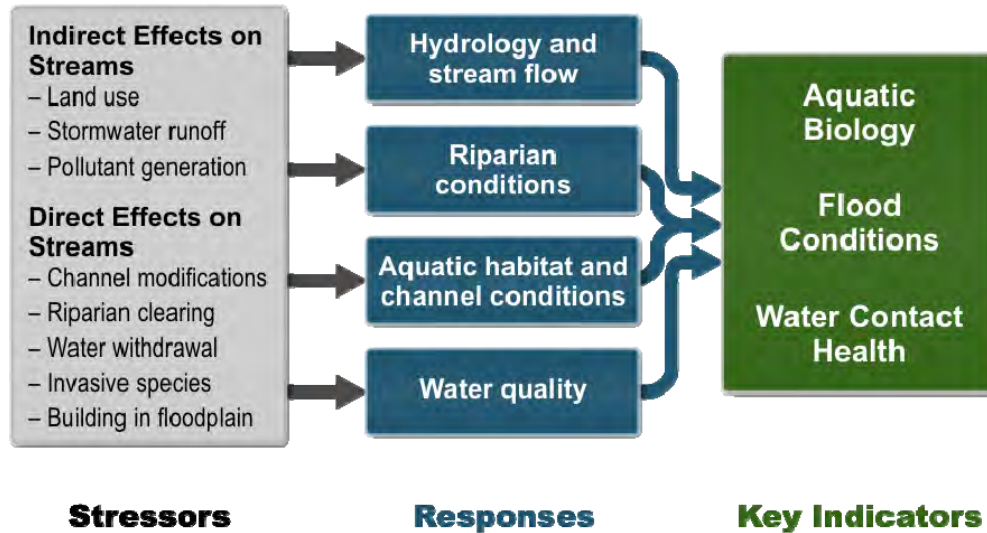 Indirect Effects on
Streams
– Land use
– Stormwater runoff
– Pollutant generation
Direct Effects on
Streams
– Channel modifications
– Riparian clearing
– Water withdrawal
– Invasive species
– Building in floodplain
Hydrology and
stream flow
Riparian
conditions
Aquatic habitat and
channel conditions
Water quality
Aquatic
Biology
Flood
Conditions
Water Contact
Health
Stressors
Responses
Key Indicators